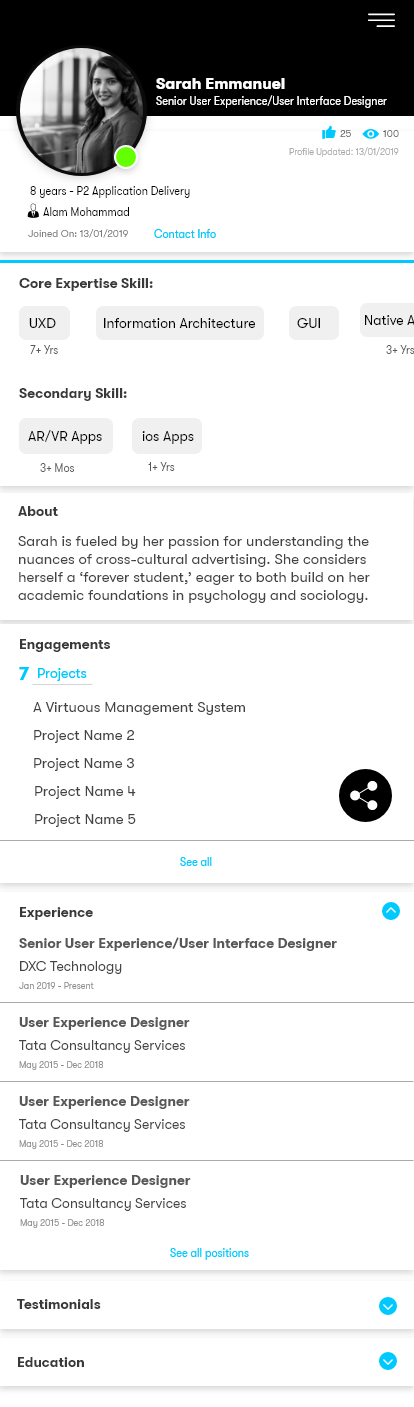 Sarah Emmanuel
Senior User Experience/User Interface Designer
25 100
Profile Updated: 13/01/2019
8 years - P2 Application Delivery
Alam Mohammad
Joined On: 13/01/2019 Contact Info
Core Expertise Skill:
UXD Information Architecture GUI Native A
7+ Yrs 3+ Yrs
Secondary Skill:
AR/VR Apps ios Apps
3+ Mos 1+ Yrs
About
Sarah is fueled by her passion for understanding the
nuances of cross-cultural advertising. She considers
herself a ‘forever student,’ eager to both build on her
academic foundations in psychology and sociology.
Engagements
7 Projects
A Virtuous Management System
Project Name 2
Project Name 3
Project Name 4
Project Name 5
See all
Experience
Senior User Experience/User Interface Designer
DXC Technology
Jan 2019 - Present
User Experience Designer
Tata Consultancy Services
May 2015 - Dec 2018
User Experience Designer
Tata Consultancy Services
May 2015 - Dec 2018
User Experience Designer
Tata Consultancy Services
May 2015 - Dec 2018
See all positions
Testimonials
Education